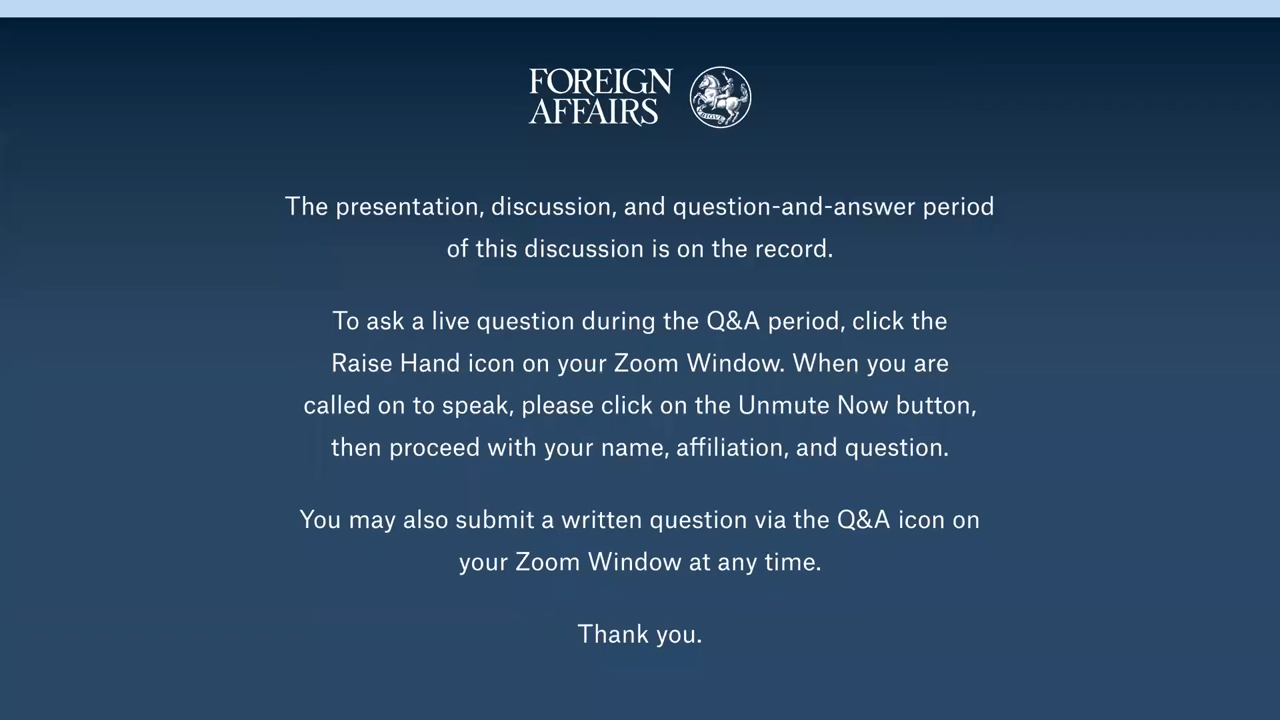 FOREIGN
AFFAIRS
The presentation, discussion, and question-and-answer period
of this discussion is on the record.
To ask a live question during the Q&A period, click the
Raise Hand icon on your Zoom Window. When you are
called on to speak, please click on the Unmute Now button,
then proceed with your name, affiliation, and question.
You may also submit a written question via the Q&A icon on
your Zoom Window at any time.
Thank you.